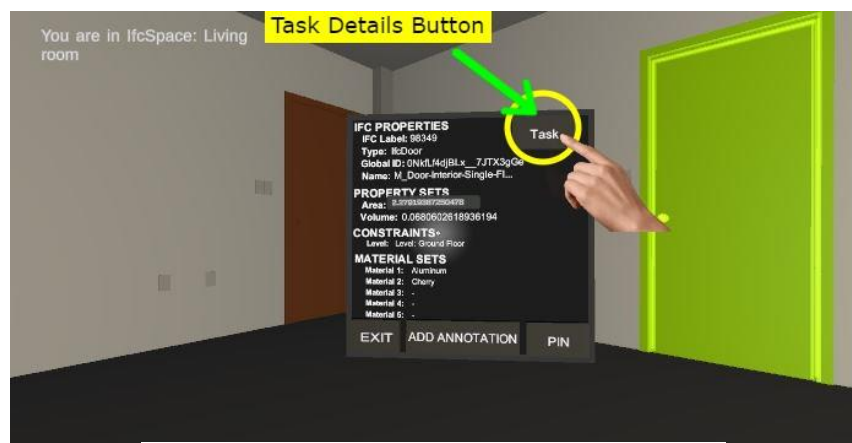 You are in IfcSpace: Living
room
Task Details Button
IFC PROPERTIES
Task
IFC Label: 98349
Type: IfcDoor
Global ID:
Name: M_Door-Interior-Single-Fl...
PROPERTY SETS
Area: 2.27919387250478
Volume: 0.0680602618936194
CONSTRAINTS
Level: Level: Ground Floor
MATERIAL SETS
Material 1: Aluminum
Material 2: Cherry
Material 3: -
Material 4: -
Material 5: -
EXIT
ADD ANNOTATION
PIN